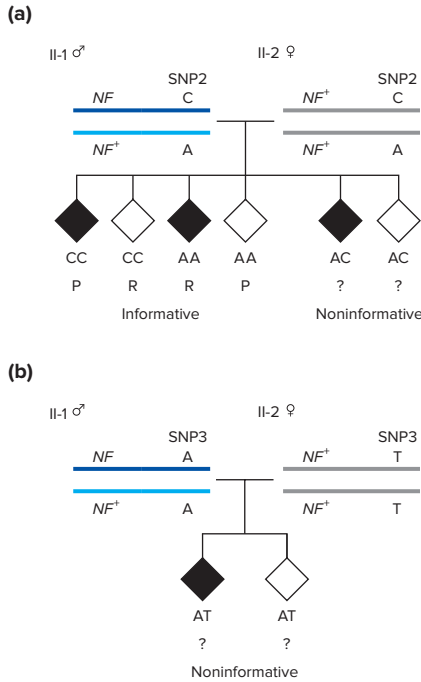 (a)
II-1 ♂ II-2 ♀
SNP2 SNP2
NF C NF+ C
NF+ A NF+ A
CC CC AA AA AC AC
P R R P ? ?
Informative Noninformative
(b)
II-1 ♂ II-2 ♀
SNP3 SNP3
NF A NF+ T
NF+ A NF+ T
AT AT
? ?
Noninformative